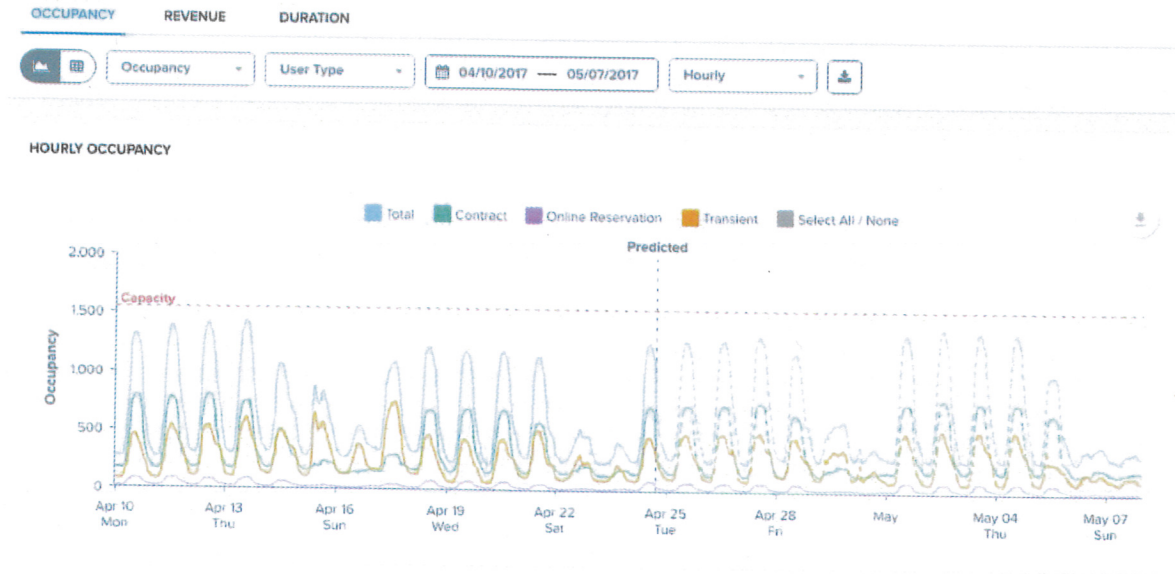 OCCUPANCY REVENUE DURATION
Occupancy User Type 04/10/2017 — 05/07/2017 Hourly
HOURLY OCCUPANCY
Total Contract Online Reservation Transient Select All / None
Predicted
2.000
Capacity
1.500
1.000
500
0
Occupancy
Apr 10 Apr 13 Apr 16 Apr 19 Apr 22 Apr 25 Apr 28 May May 04 May 07
Mon Thu Sun Wed Sat Tue Fri Thu Sun